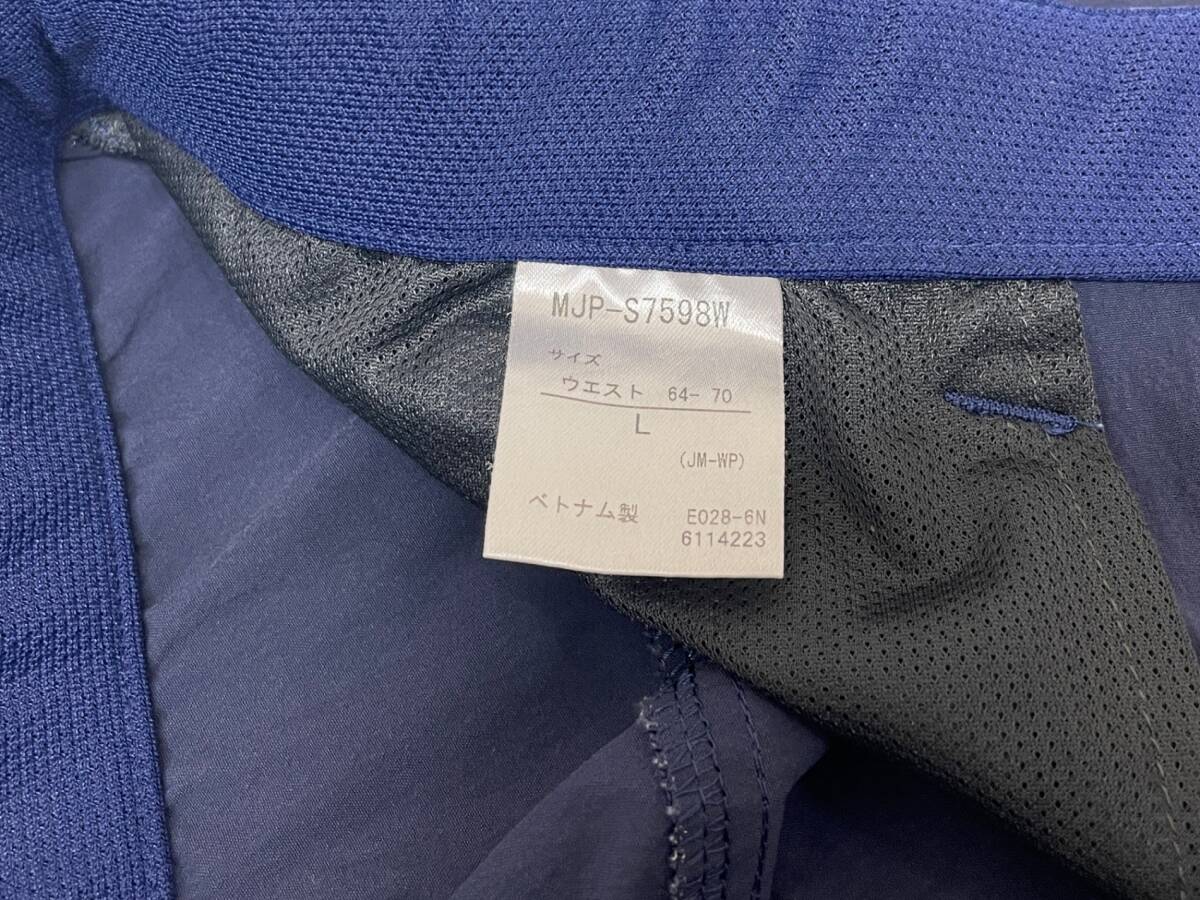 MJP-S7598W
サイズ
ウエスト 64- 70
L
(JM-WP)
ベトナム製 E028-6N
6114223